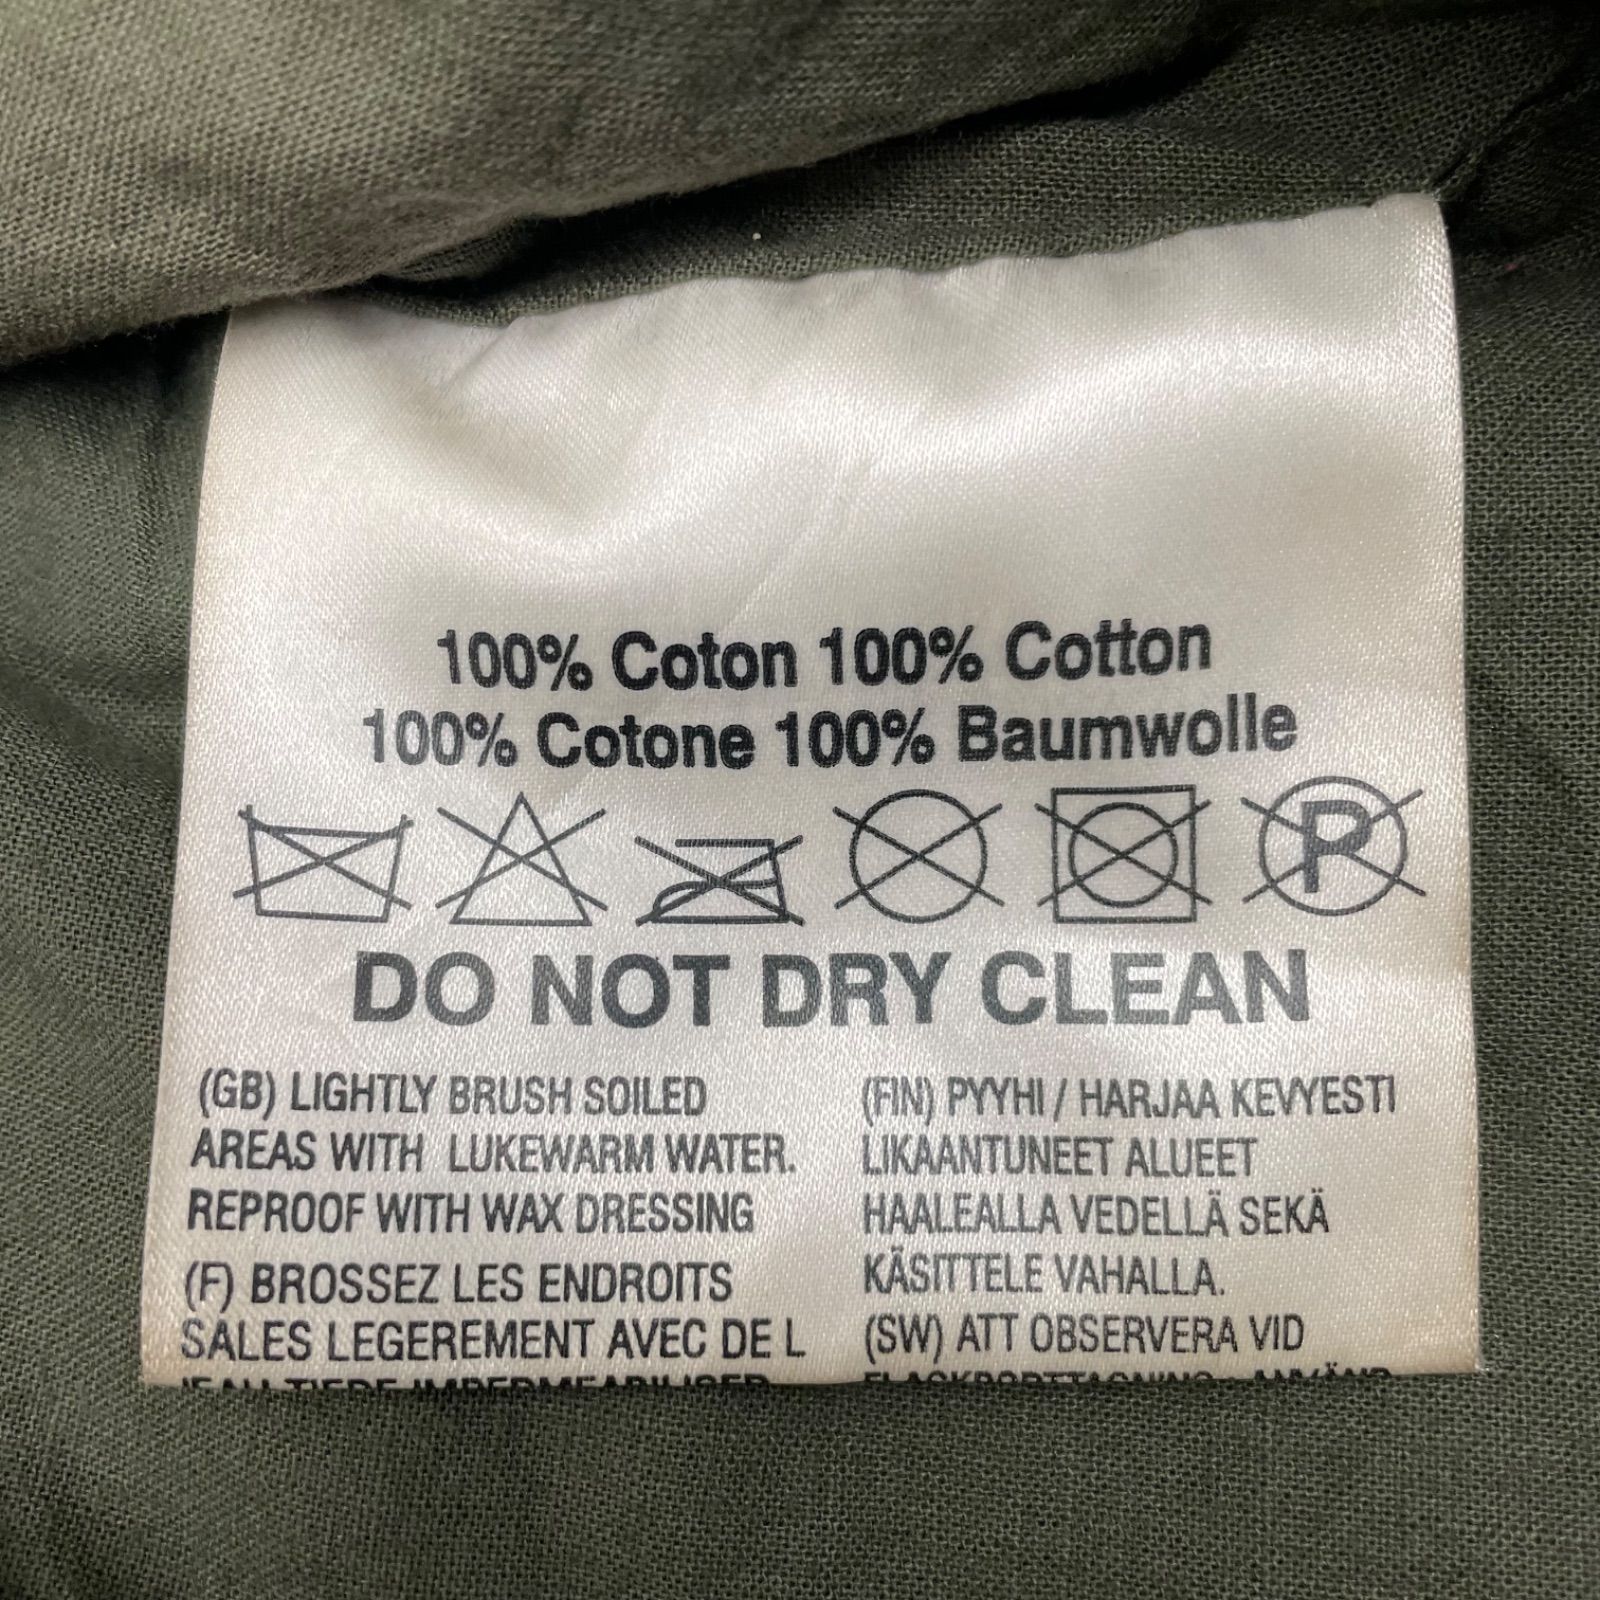 100% Coton 100% Cotton
100% Cotone 100% Baumwolle
P
DO NOT DRY CLEAN
(GB) LIGHTLY BRUSH SOILED
AREAS WITH LUKEWARM WATER.
REPROOF WITH WAX DRESSING
(F) BROSSEZ LES ENDROITS
SALES LEGEREMENT AVEC DE L
(FIN) PYYHI / HARJAA KEVYESTI
LIKAANTUNEET ALUEET
HAALEALLA VEDELLÄ SEKÄ
KÄSITTELE VAHALLA.
(SW) ATT OBSERVERA VID